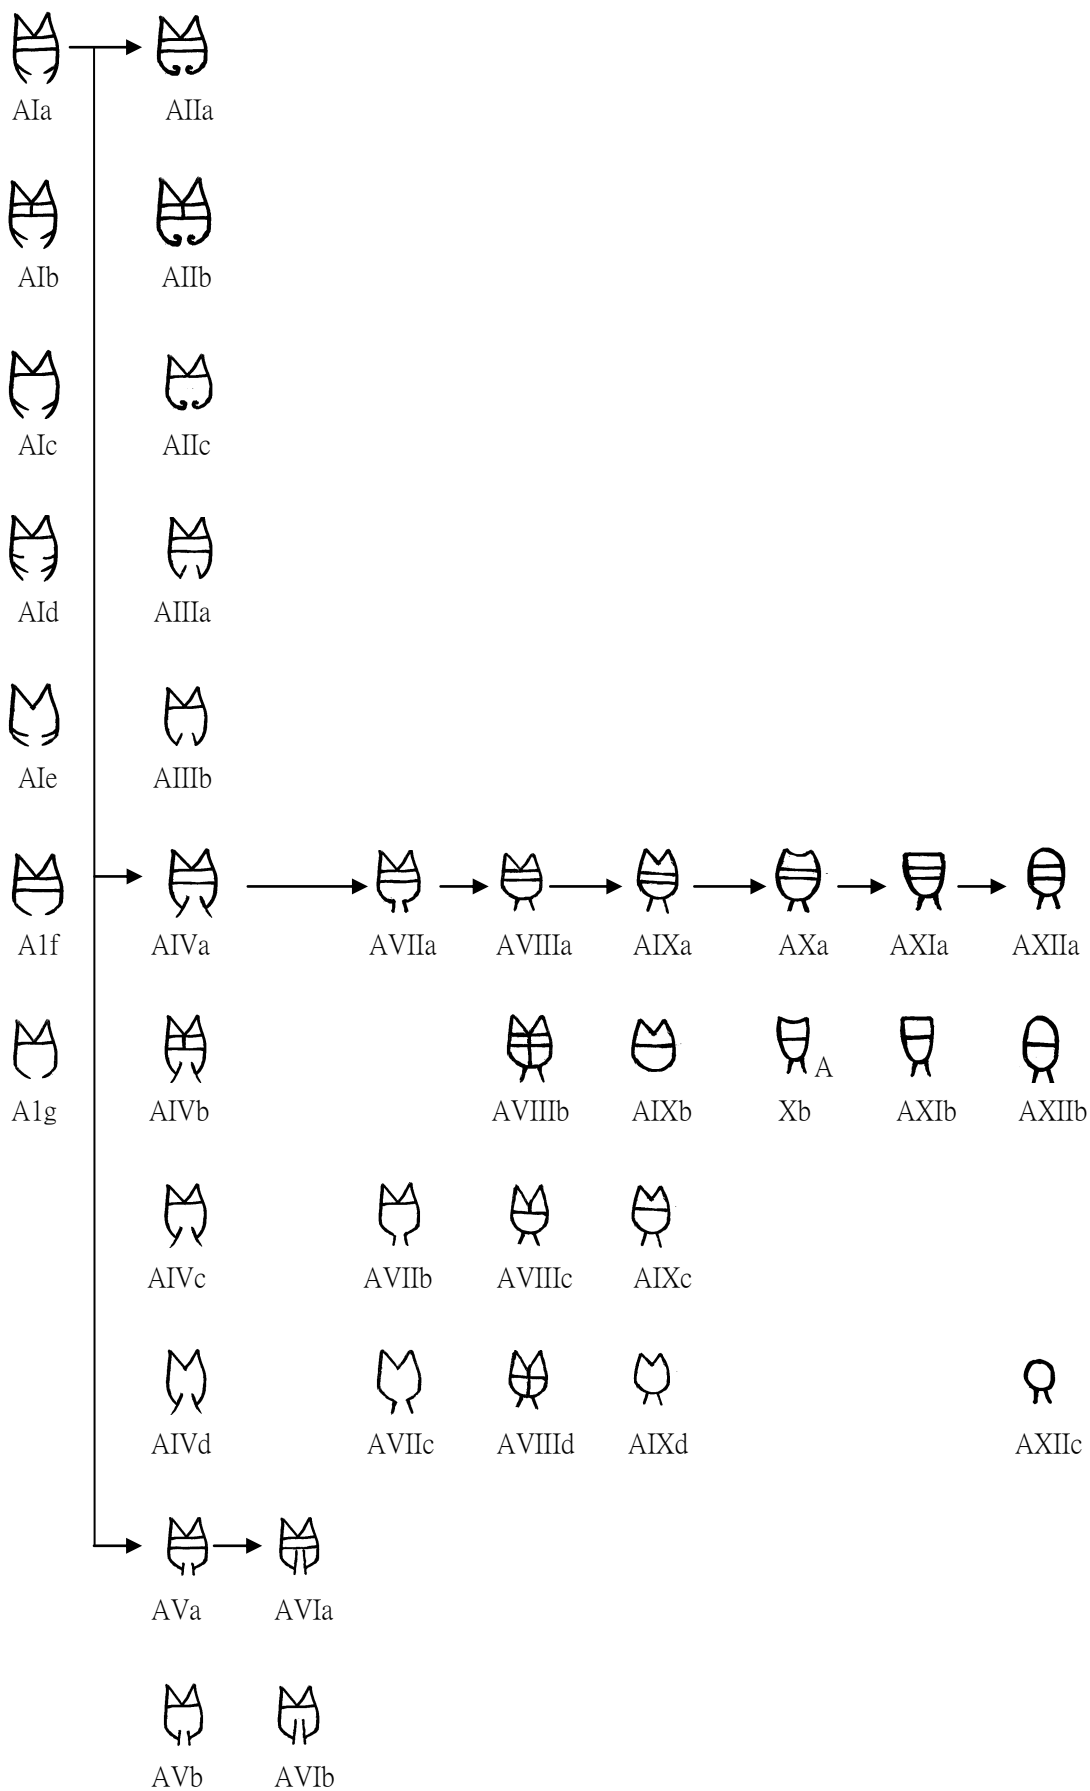 AIa AIIa
AIb AIIb
AIc AIIc
AId AIIIa
AIe AIIIb
A1f AIVa AVIIa AVIIIa AIXa AXa AXIa AXIIa
A
A1g AIVb AVIIIb AIXb Xb AXIb AXIIb
AIVc AVIIb AVIIIc AIXc
AIVd AVIIc AVIIId AIXd AXIIc
AVa AVIa
AVb AVIb